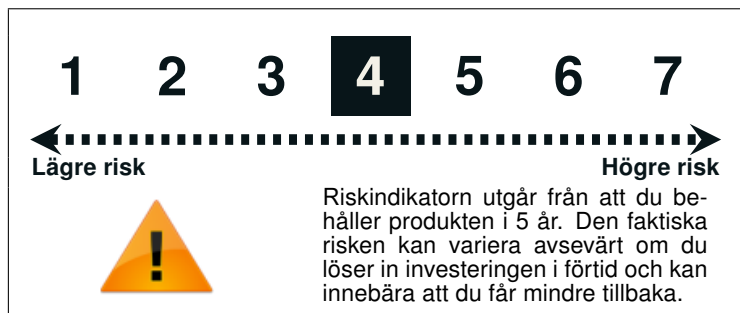 1 2 3 4 5 6 7
Lägre risk Högre risk
Riskindikatorn utgår från att du be-
håller produkten i 5 år. Den faktiska
risken kan variera avsevärt om du
löser in investeringen i förtid och kan
innebära att du får mindre tillbaka.